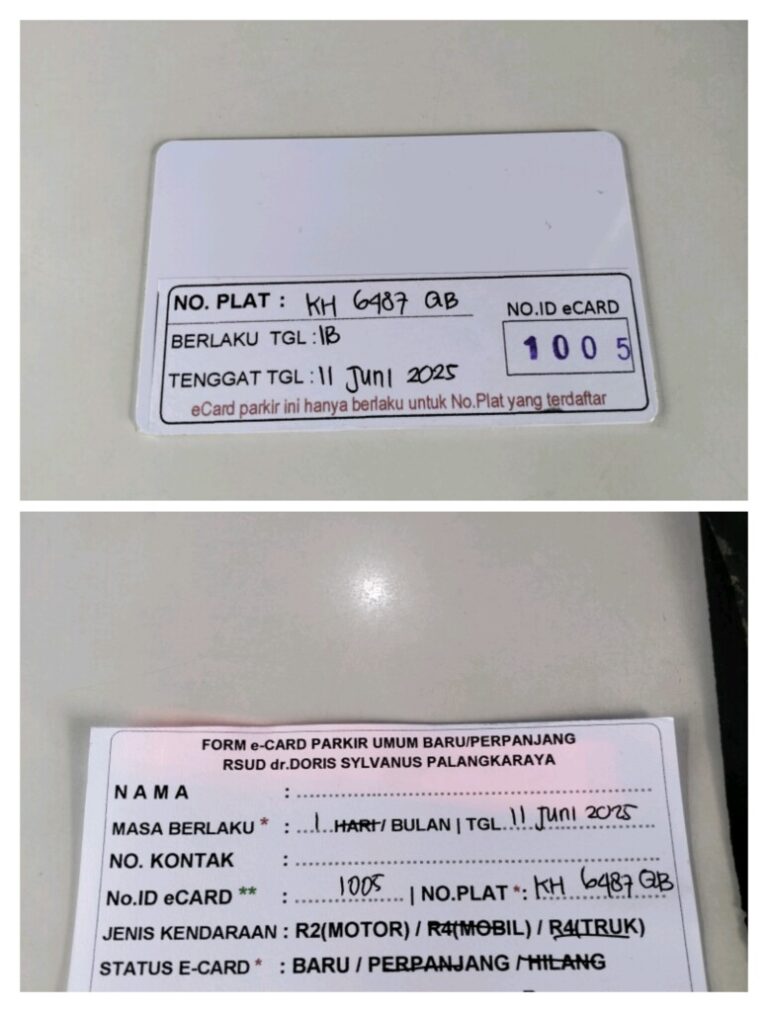 NO. PLAT : KH 6487 QB
NO.ID eCARD
BERLAKU TGL : 1B
1005
TENGGAT TGL : 11 Juni 2025
eCard parkir ini hanya berlaku untuk No.Plat yang terdaftar
FORM e-CARD PARKIR UMUM BARU/PERPANJANG
RSUD dr.DORIS SYLVANUS PALANGKARAYA
NAMA :
MASA BERLAKU * : 1 HARI / BULAN | TGL. 11 Juni 2025
NO. KONTAK :
No.ID eCARD ** : 1005 | NO.PLAT * : KH 6487 QB
JENIS KENDARAAN : R2(MOTOR) / R4(MOBIL) / R4(TRUK)
STATUS E-CARD * : BARU / PERPANJANG / HILANG